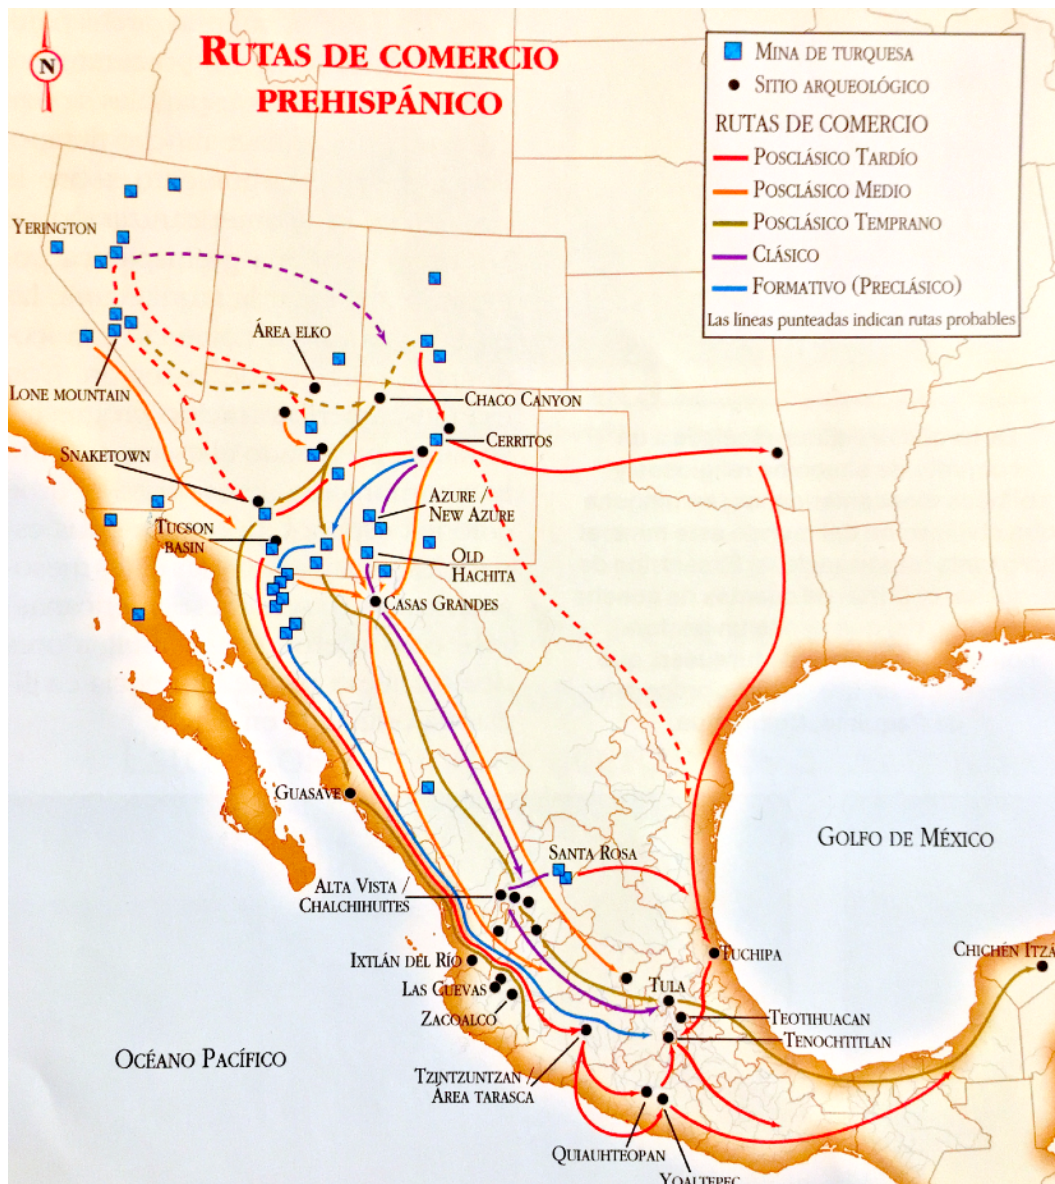 RUTAS DE COMERCIO
PREHISPÁNICO
N
MINA DE TURQUESA
SITIO ARQUEOLÓGICO
RUTAS DE COMERCIO
POSCLÁSICO TARDÍO
POSCLÁSICO MEDIO
POSCLÁSICO TEMPRANO
CLÁSICO
FORMATIVO (PRECLÁSICO)
Las líneas punteadas indican rutas probables
YERINGTON
ÁREA ELKO
LONE MOUNTAIN
CHACO CANYON
CERRITOS
SNAKETOWN
AZURE /
NEW AZURE
TUCSON
BASIN
OLD
HACHITA
CASAS GRANDES
GUASAVE
GOLFO DE MÉXICO
SANTA ROSA
ALTA VISTA /
CHALCHIHUITES
IXTLÁN DEL RÍO
TUCHIPA
CHICHÉN ITZÁ
LAS CUEVAS
TULA
ZACOALCO
TEOTIHUACAN
TENOCHTITLAN
OCÉANO PACÍFICO
TZINTZUNTZAN /
ÁREA TARASCA
QUIAUHTEOPAN
YOALTEPEC